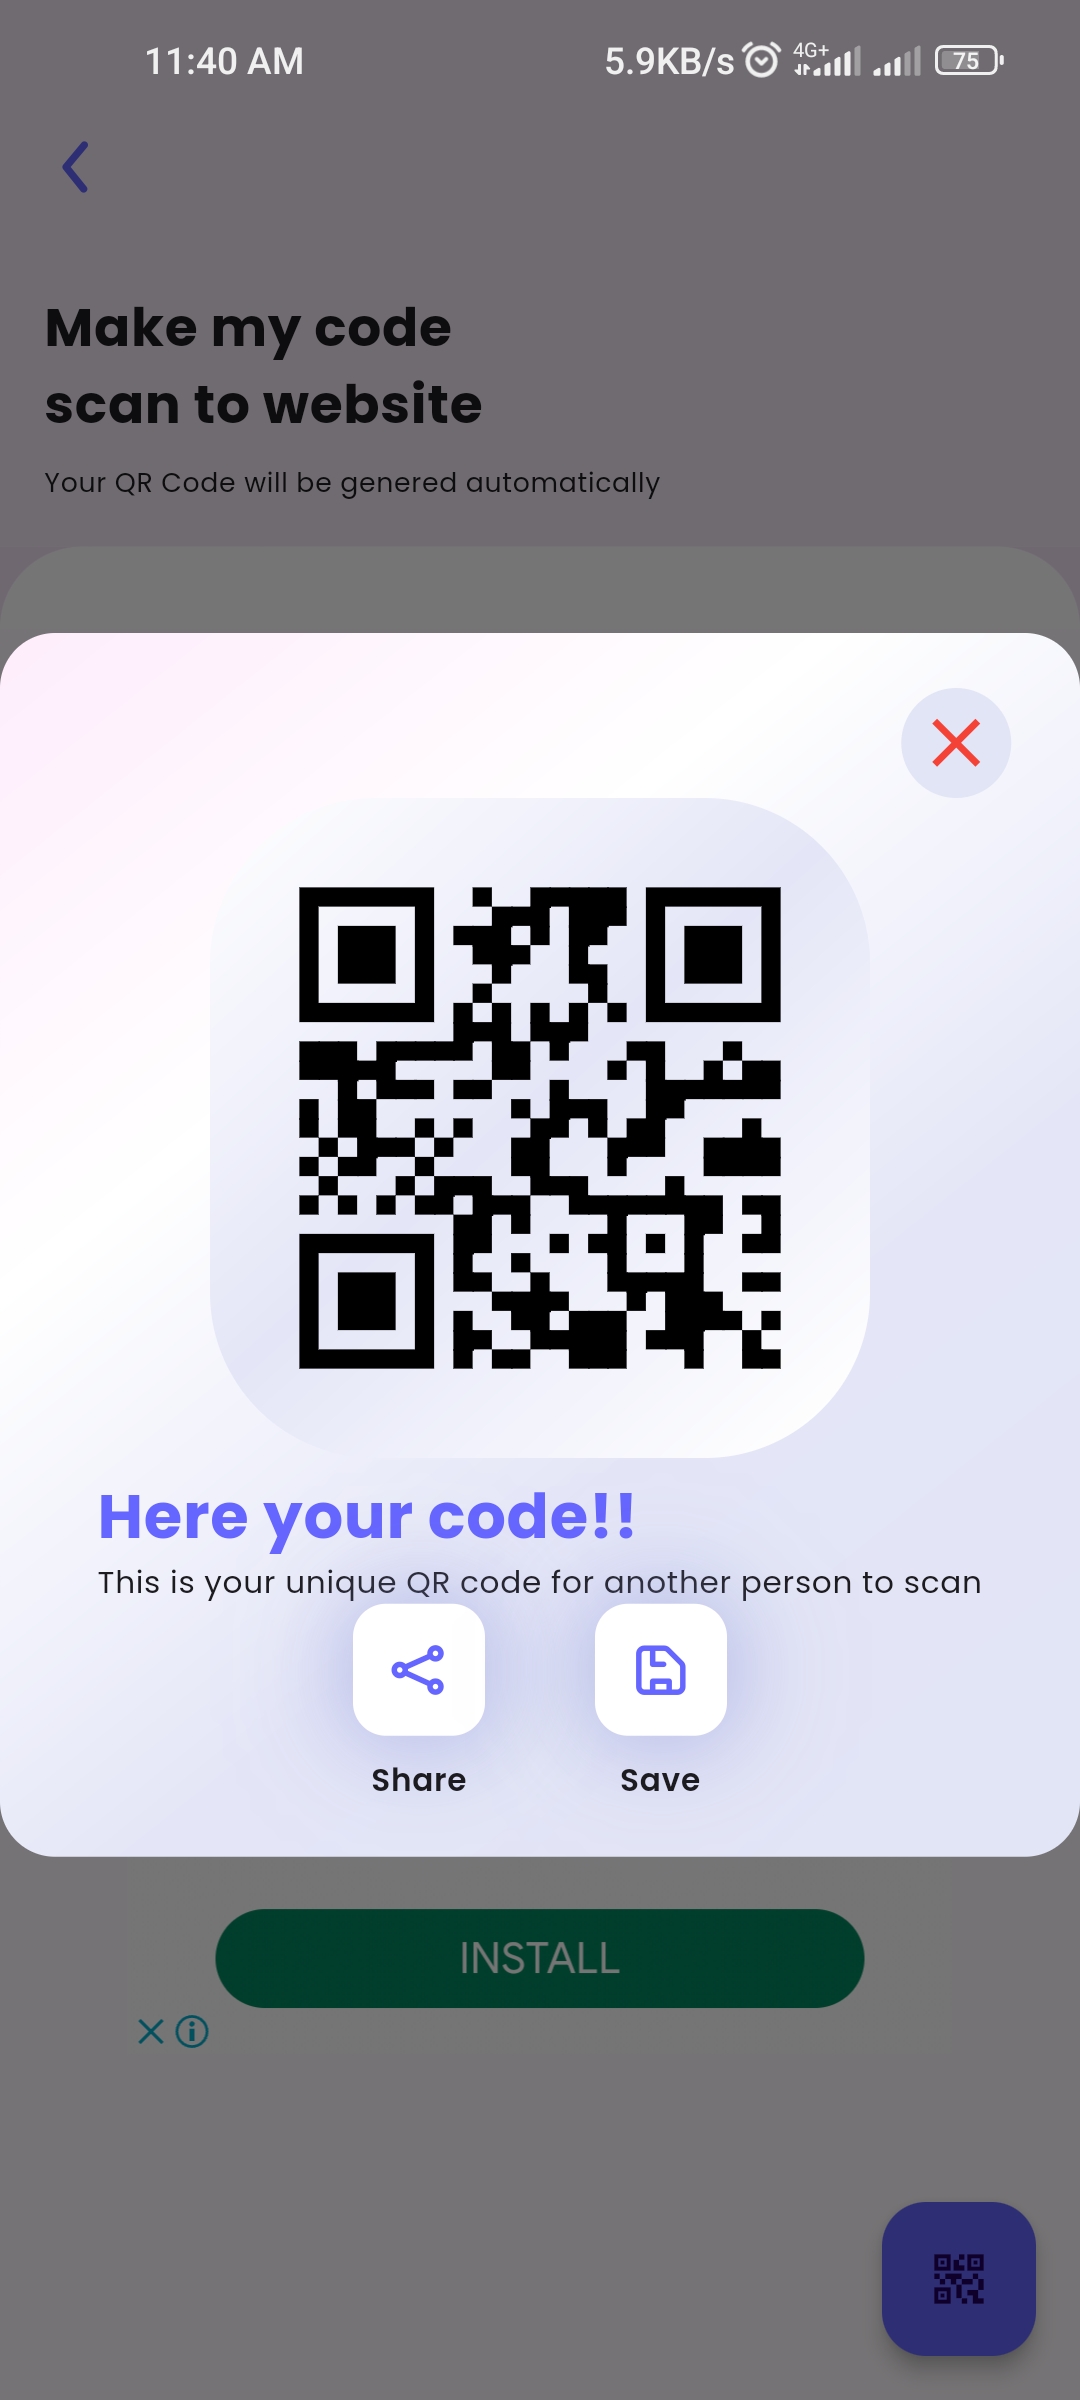 11:40 AM 5.9KB/s 4G+ 75
Make my code
scan to website
Your QR Code will be genered automatically
Here your code!!
This is your unique QR code for another person to scan
Share Save
INSTALL